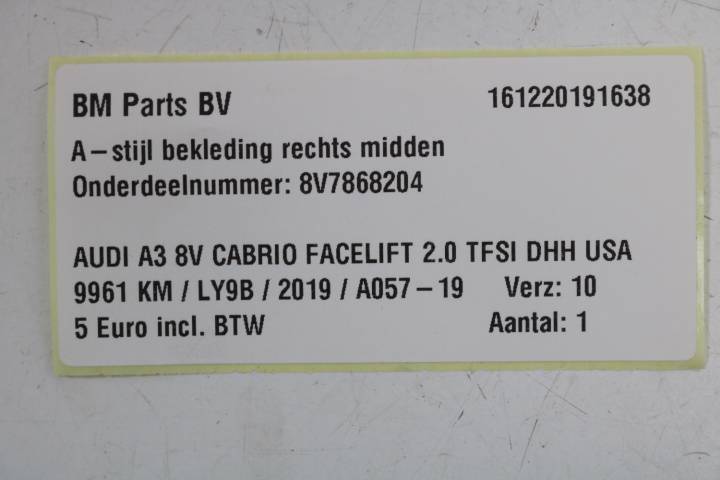 BM Parts BV 161220191638
A-stijl bekleding rechts midden
Onderdeelnummer: 8V7868204
AUDI A3 8V CABRIO FACELIFT 2.0 TFSI DHH USA
9961 KM / LY9B / 2019 / A057-19 Verz: 10
5 Euro incl. BTW Aantal: 1